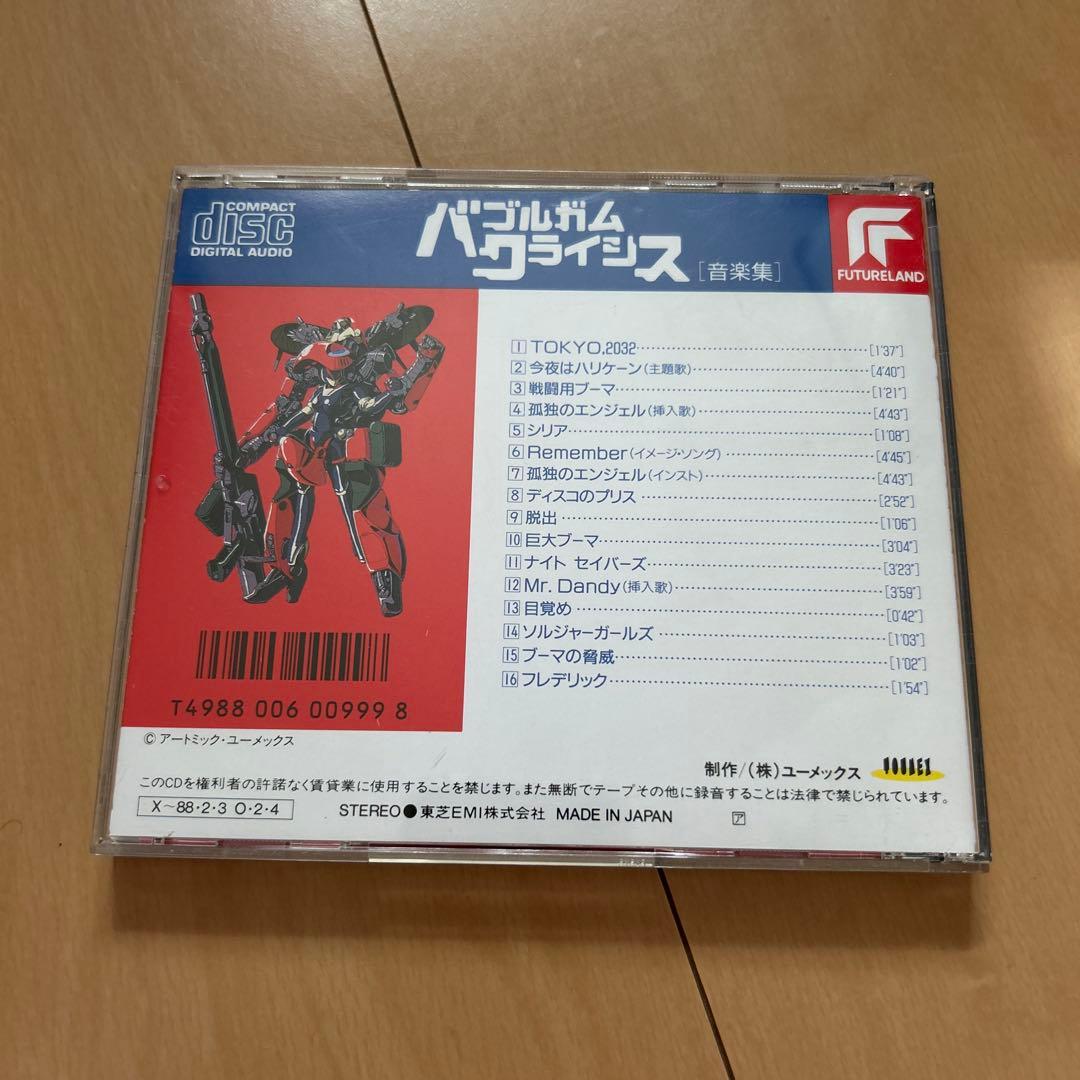 COMPACT
disc
DIGITAL AUDIO
バブルガム
クライシス
[音楽集]
FUTURELAND
1 TOKYO,2032 [1'37"]
2 今夜はハリケーン(主題歌) [4'40"]
3 戦闘用ブーマ [1'21"]
4 孤独のエンジェル(挿入歌) [4'43"]
5 シリア [1'08"]
6 Remember(イメージ・ソング) [4'45"]
7 孤独のエンジェル(インスト) [4'43"]
8 ディスコのプリス [2'52"]
9 脱出 [1'06"]
10 巨大ブーマ [3'04"]
11 ナイト セイバーズ [3'23"]
12 Mr. Dandy(挿入歌) [3'59"]
13 目覚め [0'42"]
14 ソルジャーガールズ [1'03"]
15 ブーマの脅威 [1'02"]
16 フレデリック [1'54"]
T4988 006 00999 8
© アートミック・ユーメックス
制作/(株)ユーメックス
YOUMEX
このCDを権利者の許諾なく賃貸業に使用することを禁じます。また無断でテープその他に録音することは法律で禁じられています。
X〜88・2・3 O・2・4
STEREO●東芝EMI株式会社 MADE IN JAPAN
ア